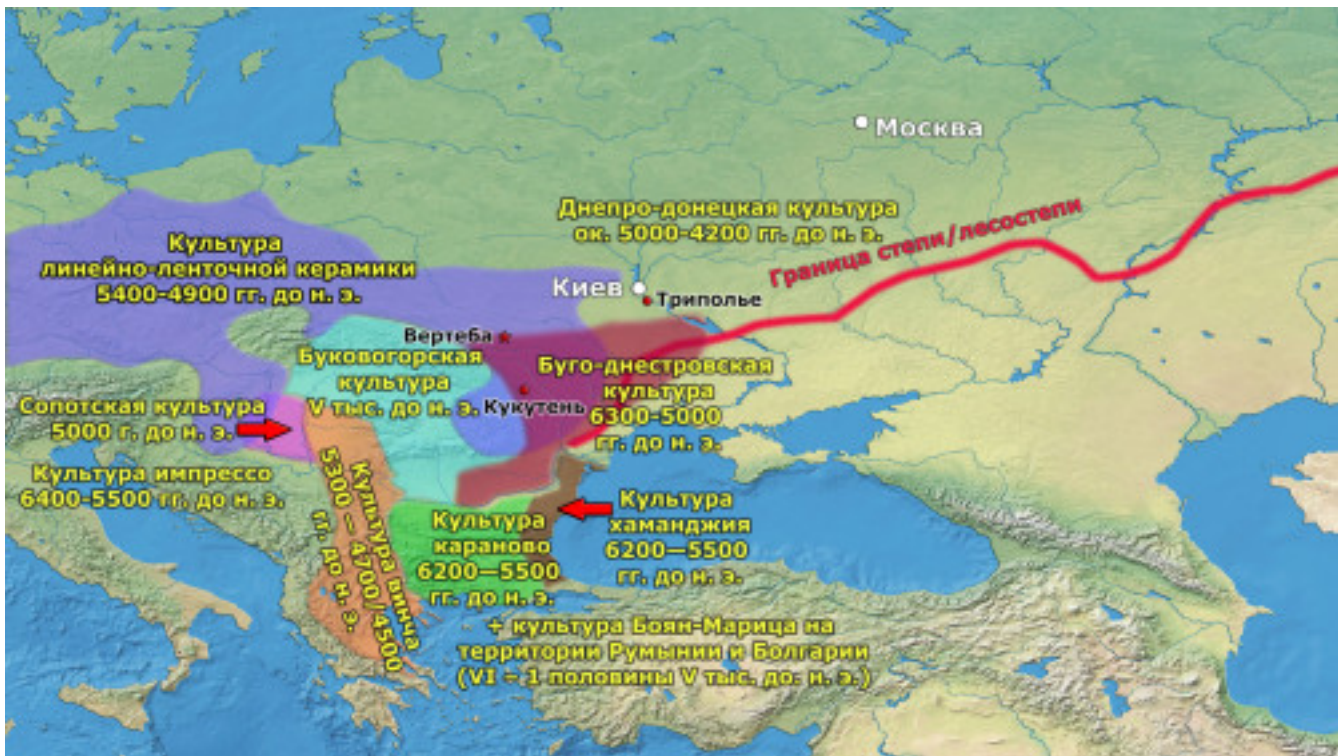 Москва
Днепро-донецкая культура
ок. 5000-4200 гг. до н. э.
Граница степи/лесостепи
Культура
линейно-ленточной керамики
5400-4900 гг. до н. э.
Киев
Триполье
Вертеба
Буковогорская
культура
V тыс. до н. э.
Кукутень
Буго-днестровская
культура
6300-5000
гг. до н. э.
Сопотская культура
5000 г. до н. э.
Культура импрессо
6400-5500 гг. до н. э.
Культура винча
5300 — 4700/4500
гг. до н. э.
Культура
караново
6200—5500
гг. до н. э.
Культура
хаманджия
6200—5500
гг. до н. э.
+ культура Боян-Марица на
территории Румынии и Болгарии
(VI - 1 половины V тыс. до. н. э.)